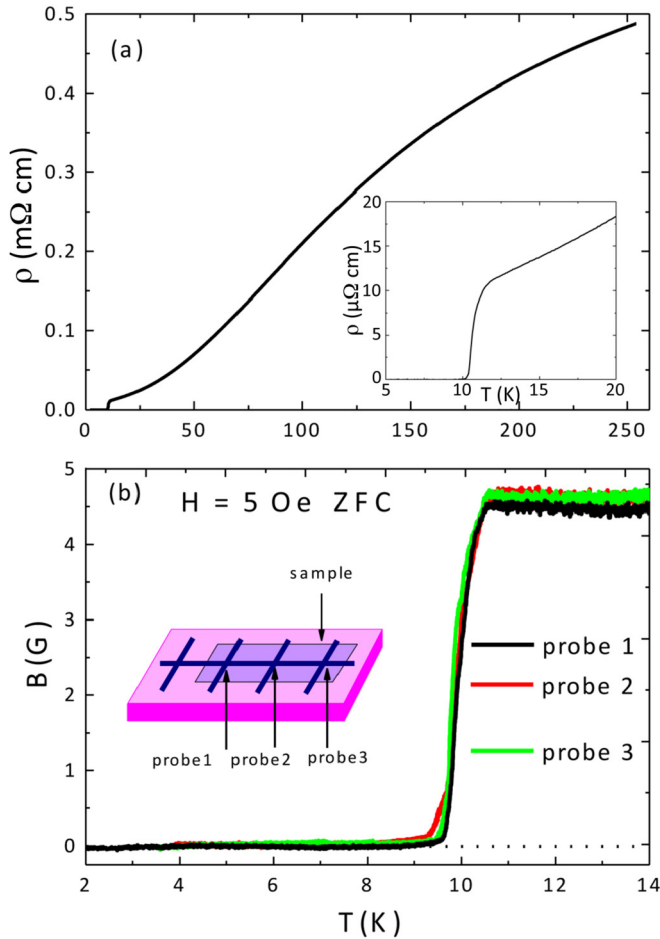 0.5
(a)
0.4
0.3
0.2
0.1
0.0
ρ (mΩ cm)
0 50 100 150 200 250
20
15
10
5
0
ρ (μΩ cm)
5 10 15 20
T (K)
5
(b) H = 5 Oe ZFC
4
3
2
1
0
B (G)
sample
probe1 probe2 probe3
probe 1
probe 2
probe 3
2 4 6 8 10 12 14
T (K)